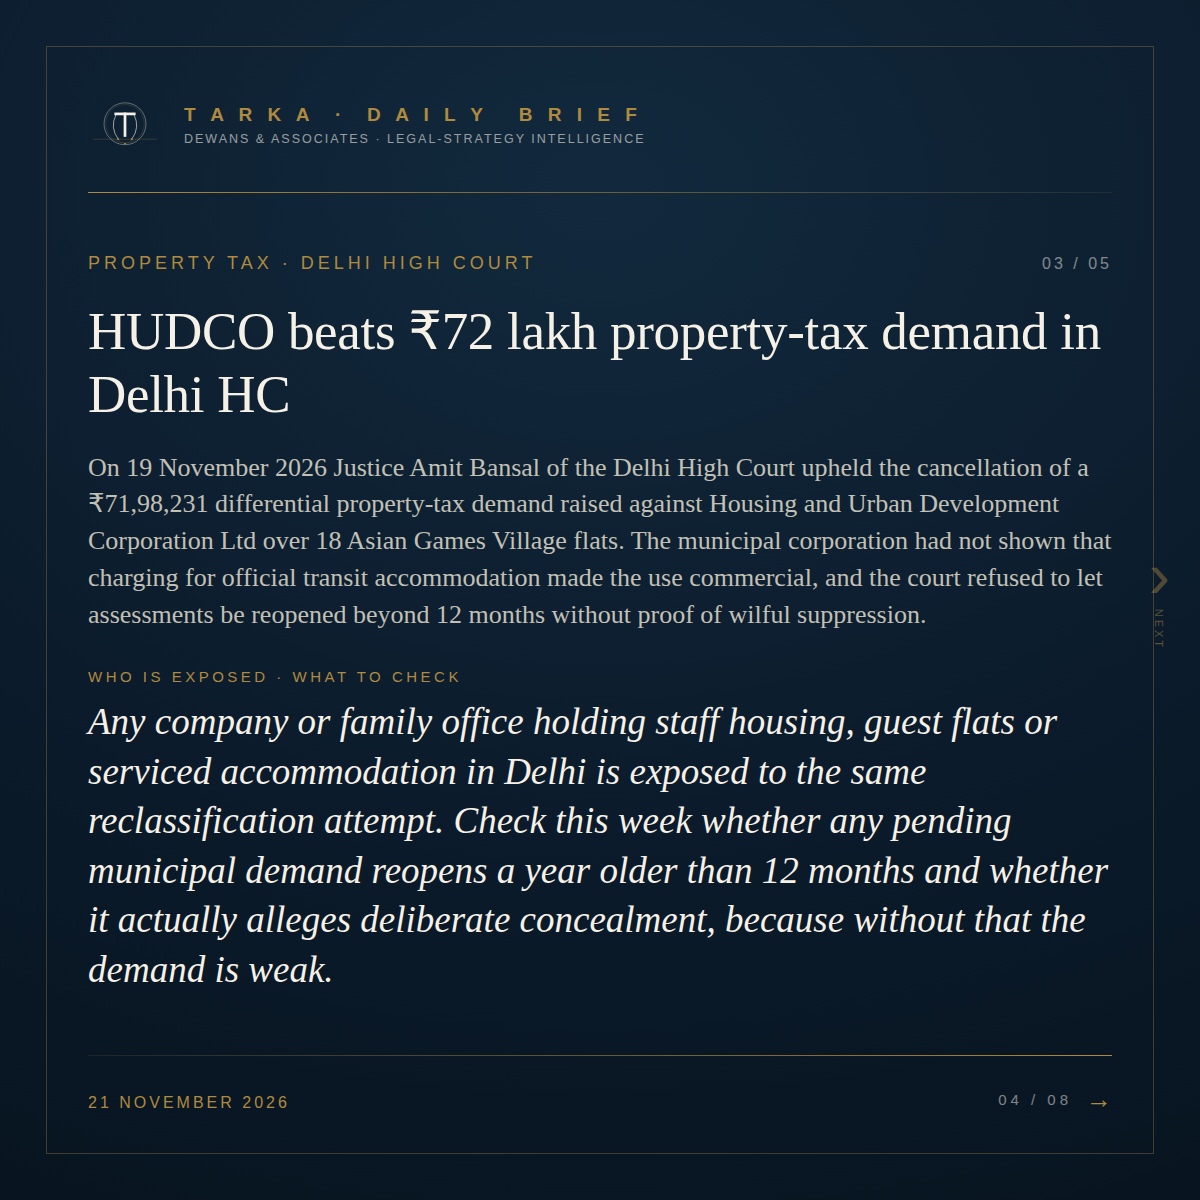 T
TARKA · DAILY BRIEF
DEWANS & ASSOCIATES · LEGAL-STRATEGY INTELLIGENCE
PROPERTY TAX · DELHI HIGH COURT
03 / 05
HUDCO beats ₹72 lakh property-tax demand in
Delhi HC
On 19 November 2026 Justice Amit Bansal of the Delhi High Court upheld the cancellation of a
₹71,98,231 differential property-tax demand raised against Housing and Urban Development
Corporation Ltd over 18 Asian Games Village flats. The municipal corporation had not shown that
charging for official transit accommodation made the use commercial, and the court refused to let
assessments be reopened beyond 12 months without proof of wilful suppression.
NEXT
WHO IS EXPOSED · WHAT TO CHECK
Any company or family office holding staff housing, guest flats or
serviced accommodation in Delhi is exposed to the same
reclassification attempt. Check this week whether any pending
municipal demand reopens a year older than 12 months and whether
it actually alleges deliberate concealment, because without that the
demand is weak.
21 NOVEMBER 2026
04 / 08 →